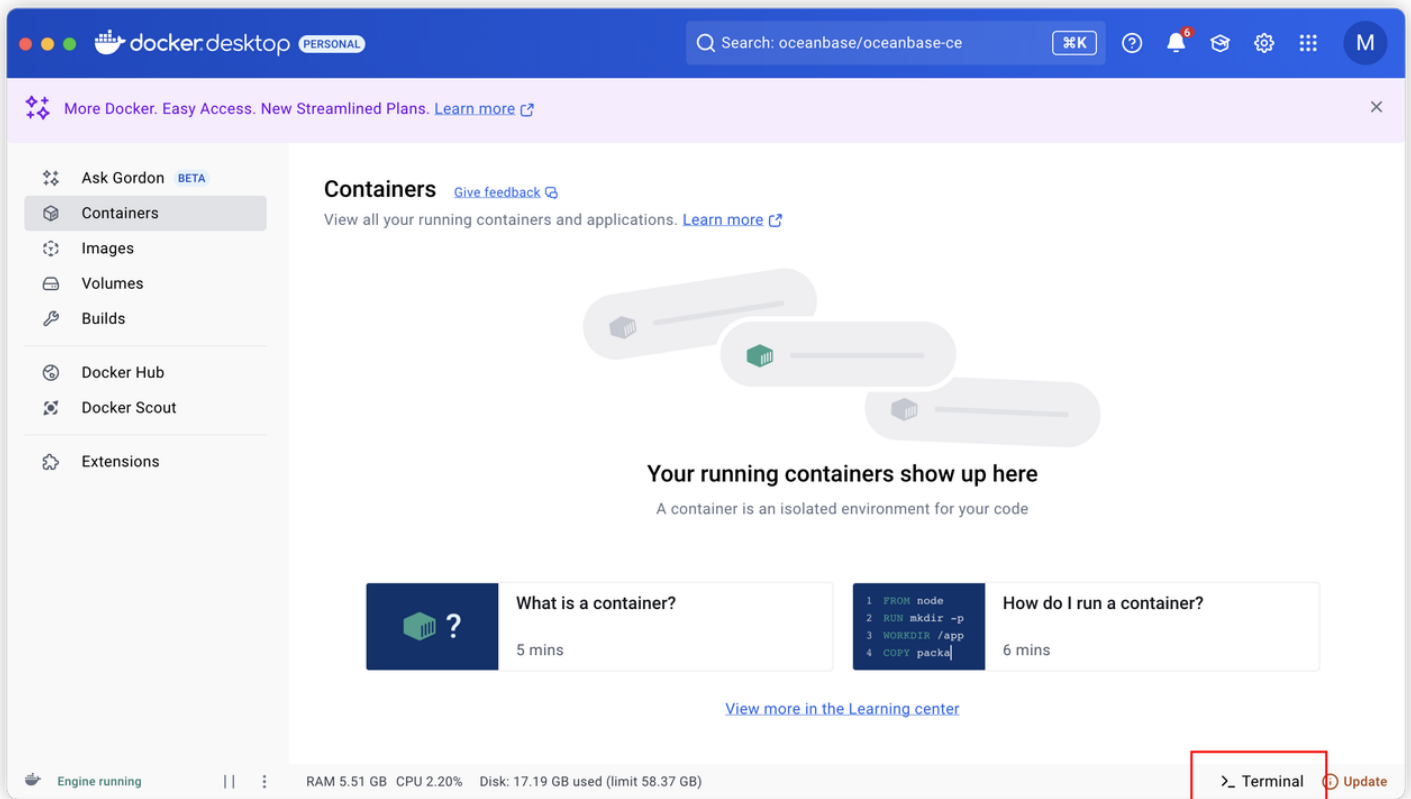 docker.desktop PERSONAL
Search: oceanbase/oceanbase-ce ⌘K
6
M
More Docker. Easy Access. New Streamlined Plans. Learn more
Ask Gordon BETA
Containers
Images
Volumes
Builds
Docker Hub
Docker Scout
Extensions
Containers Give feedback
View all your running containers and applications. Learn more
Your running containers show up here
A container is an isolated environment for your code
?
What is a container?
5 mins
1 FROM node
2 RUN mkdir -p
3 WORKDIR /app
4 COPY packa
How do I run a container?
6 mins
View more in the Learning center
Engine running
RAM 5.51 GB CPU 2.20% Disk: 17.19 GB used (limit 58.37 GB)
>_ Terminal
Update